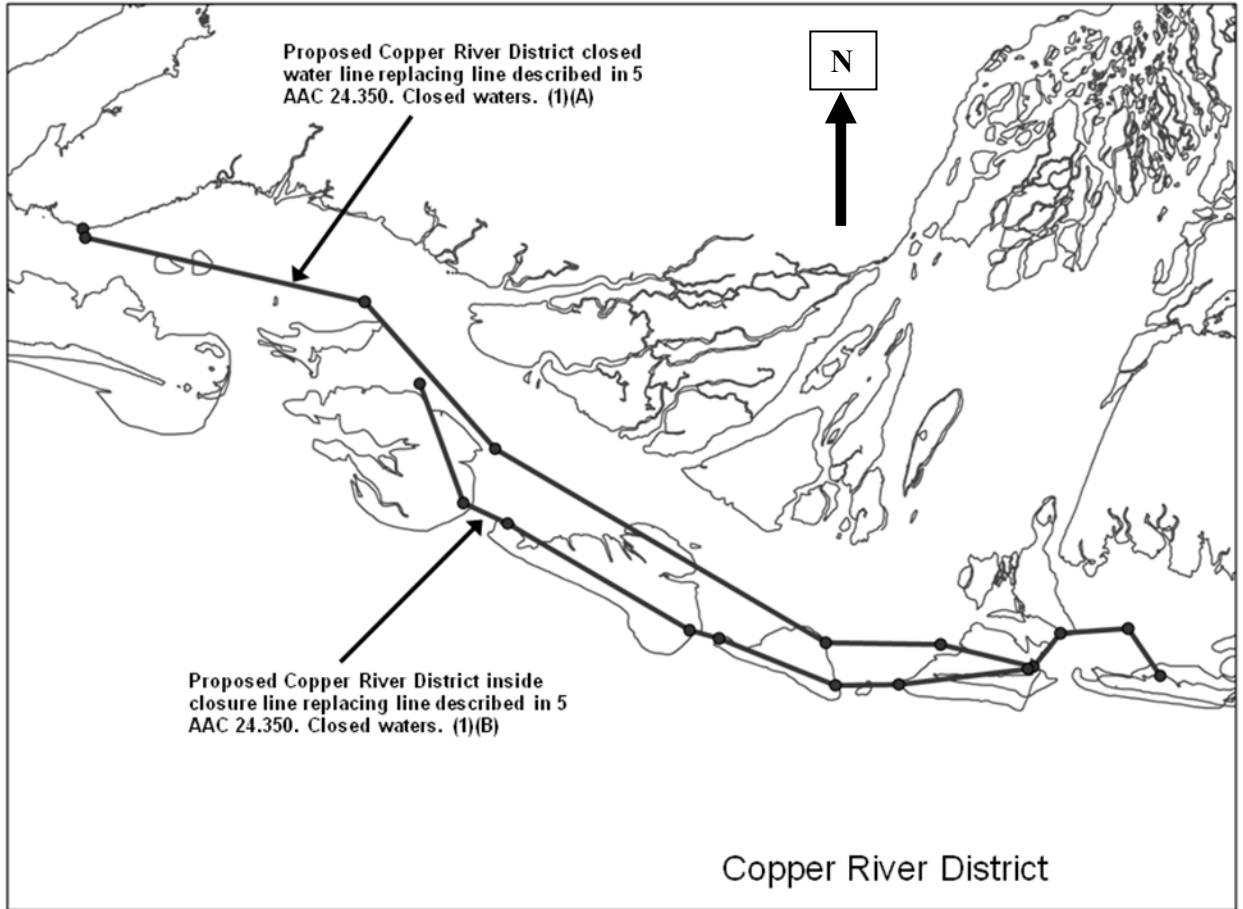 Proposed Copper River District closed
water line replacing line described in 5
AAC 24.350. Closed waters. (1)(A)
N
Proposed Copper River District inside
closure line replacing line described in 5
AAC 24.350. Closed waters. (1)(B)
Copper River District